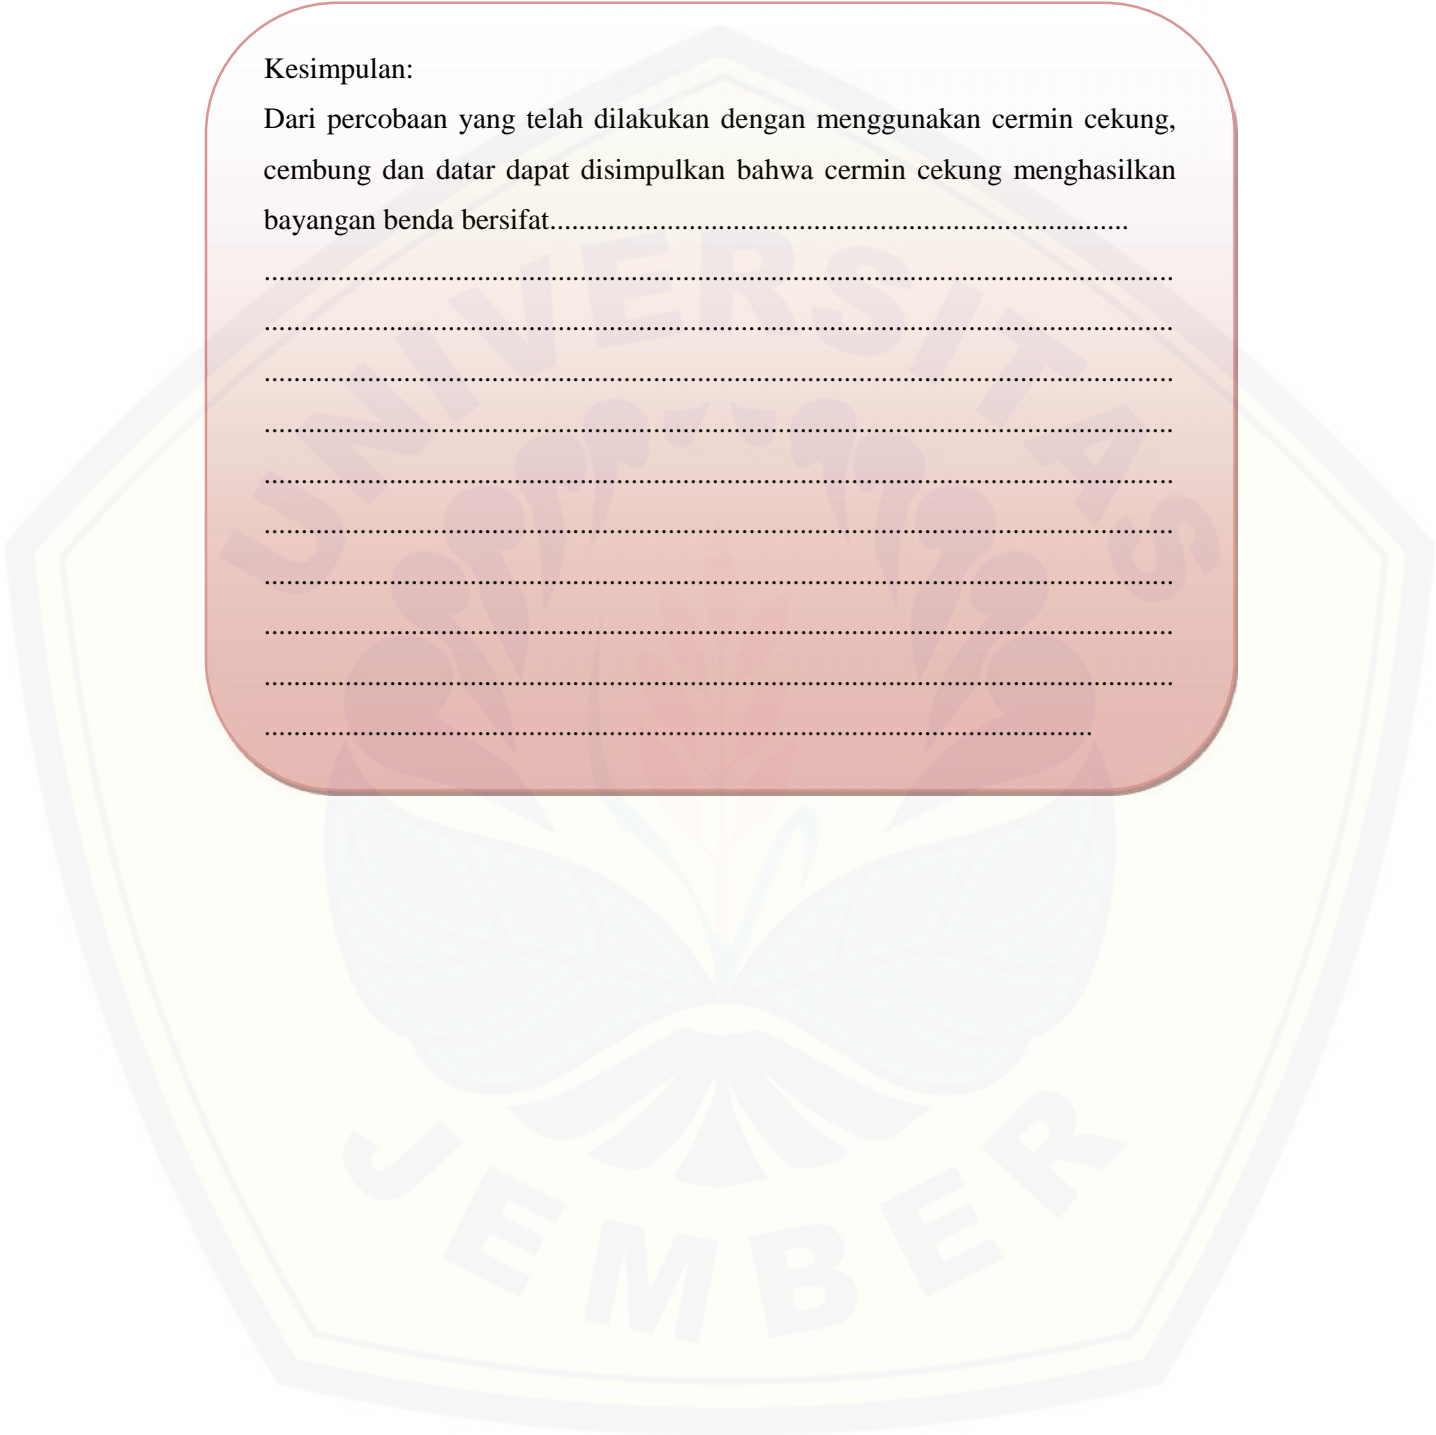 Kesimpulan:
Dari percobaan yang telah dilakukan dengan menggunakan cermin cekung,
cembung dan datar dapat disimpulkan bahwa cermin cekung menghasilkan
bayangan benda bersifat...............................................................................
............................................................................................................................
............................................................................................................................
............................................................................................................................
............................................................................................................................
............................................................................................................................
............................................................................................................................
............................................................................................................................
............................................................................................................................
............................................................................................................................
.................................................................................................................
UNIVERSITAS
JEMBER